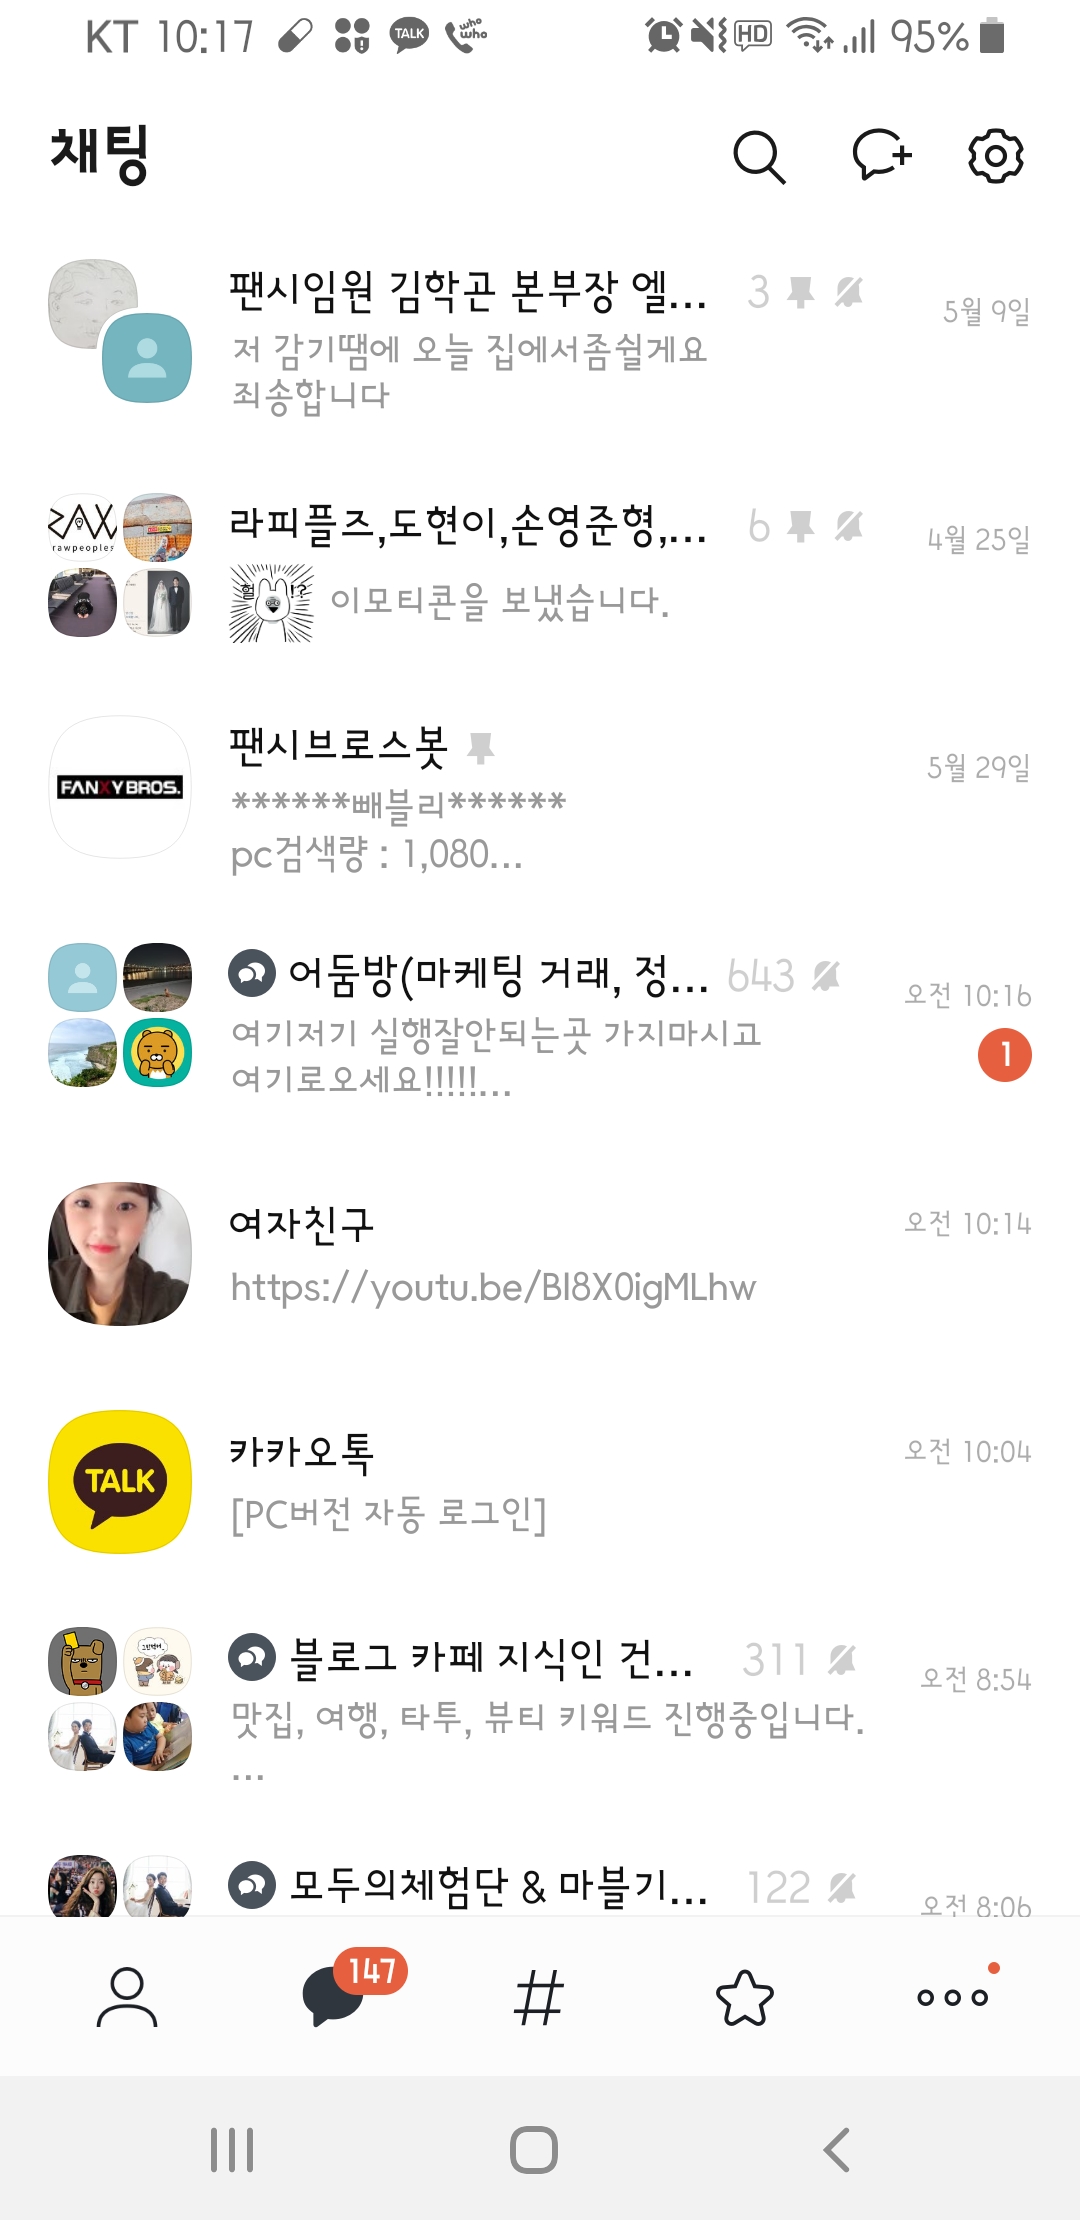 KT 10:17 TALK who who HD 95%
채팅
팬시임원 김학곤 본부장 엘... 3
5월 9일
저 감기땜에 오늘 집에서좀쉴게요
죄송합니다
RAW
rawpeoples
라피플즈,도현이,손영준형,... 6
4월 25일
헐 !?
이모티콘을 보냈습니다.
팬시브로스봇
5월 29일
FANXYBROS.
******빼블리******
pc검색량 : 1,080...
어둠방(마케팅 거래, 정... 643
오전 10:16
여기저기 실행잘안되는곳 가지마시고
여기로오세요!!!!!...
1
여자친구
오전 10:14
https://youtu.be/BI8X0igMLhw
카카오톡
오전 10:04
TALK
[PC버전 자동 로그인]
블로그 카페 지식인 건... 311
오전 8:54
맛집, 여행, 타투, 뷰티 키워드 진행중입니다.
...
모두의체험단 & 마블기... 122
오전 8:06
147